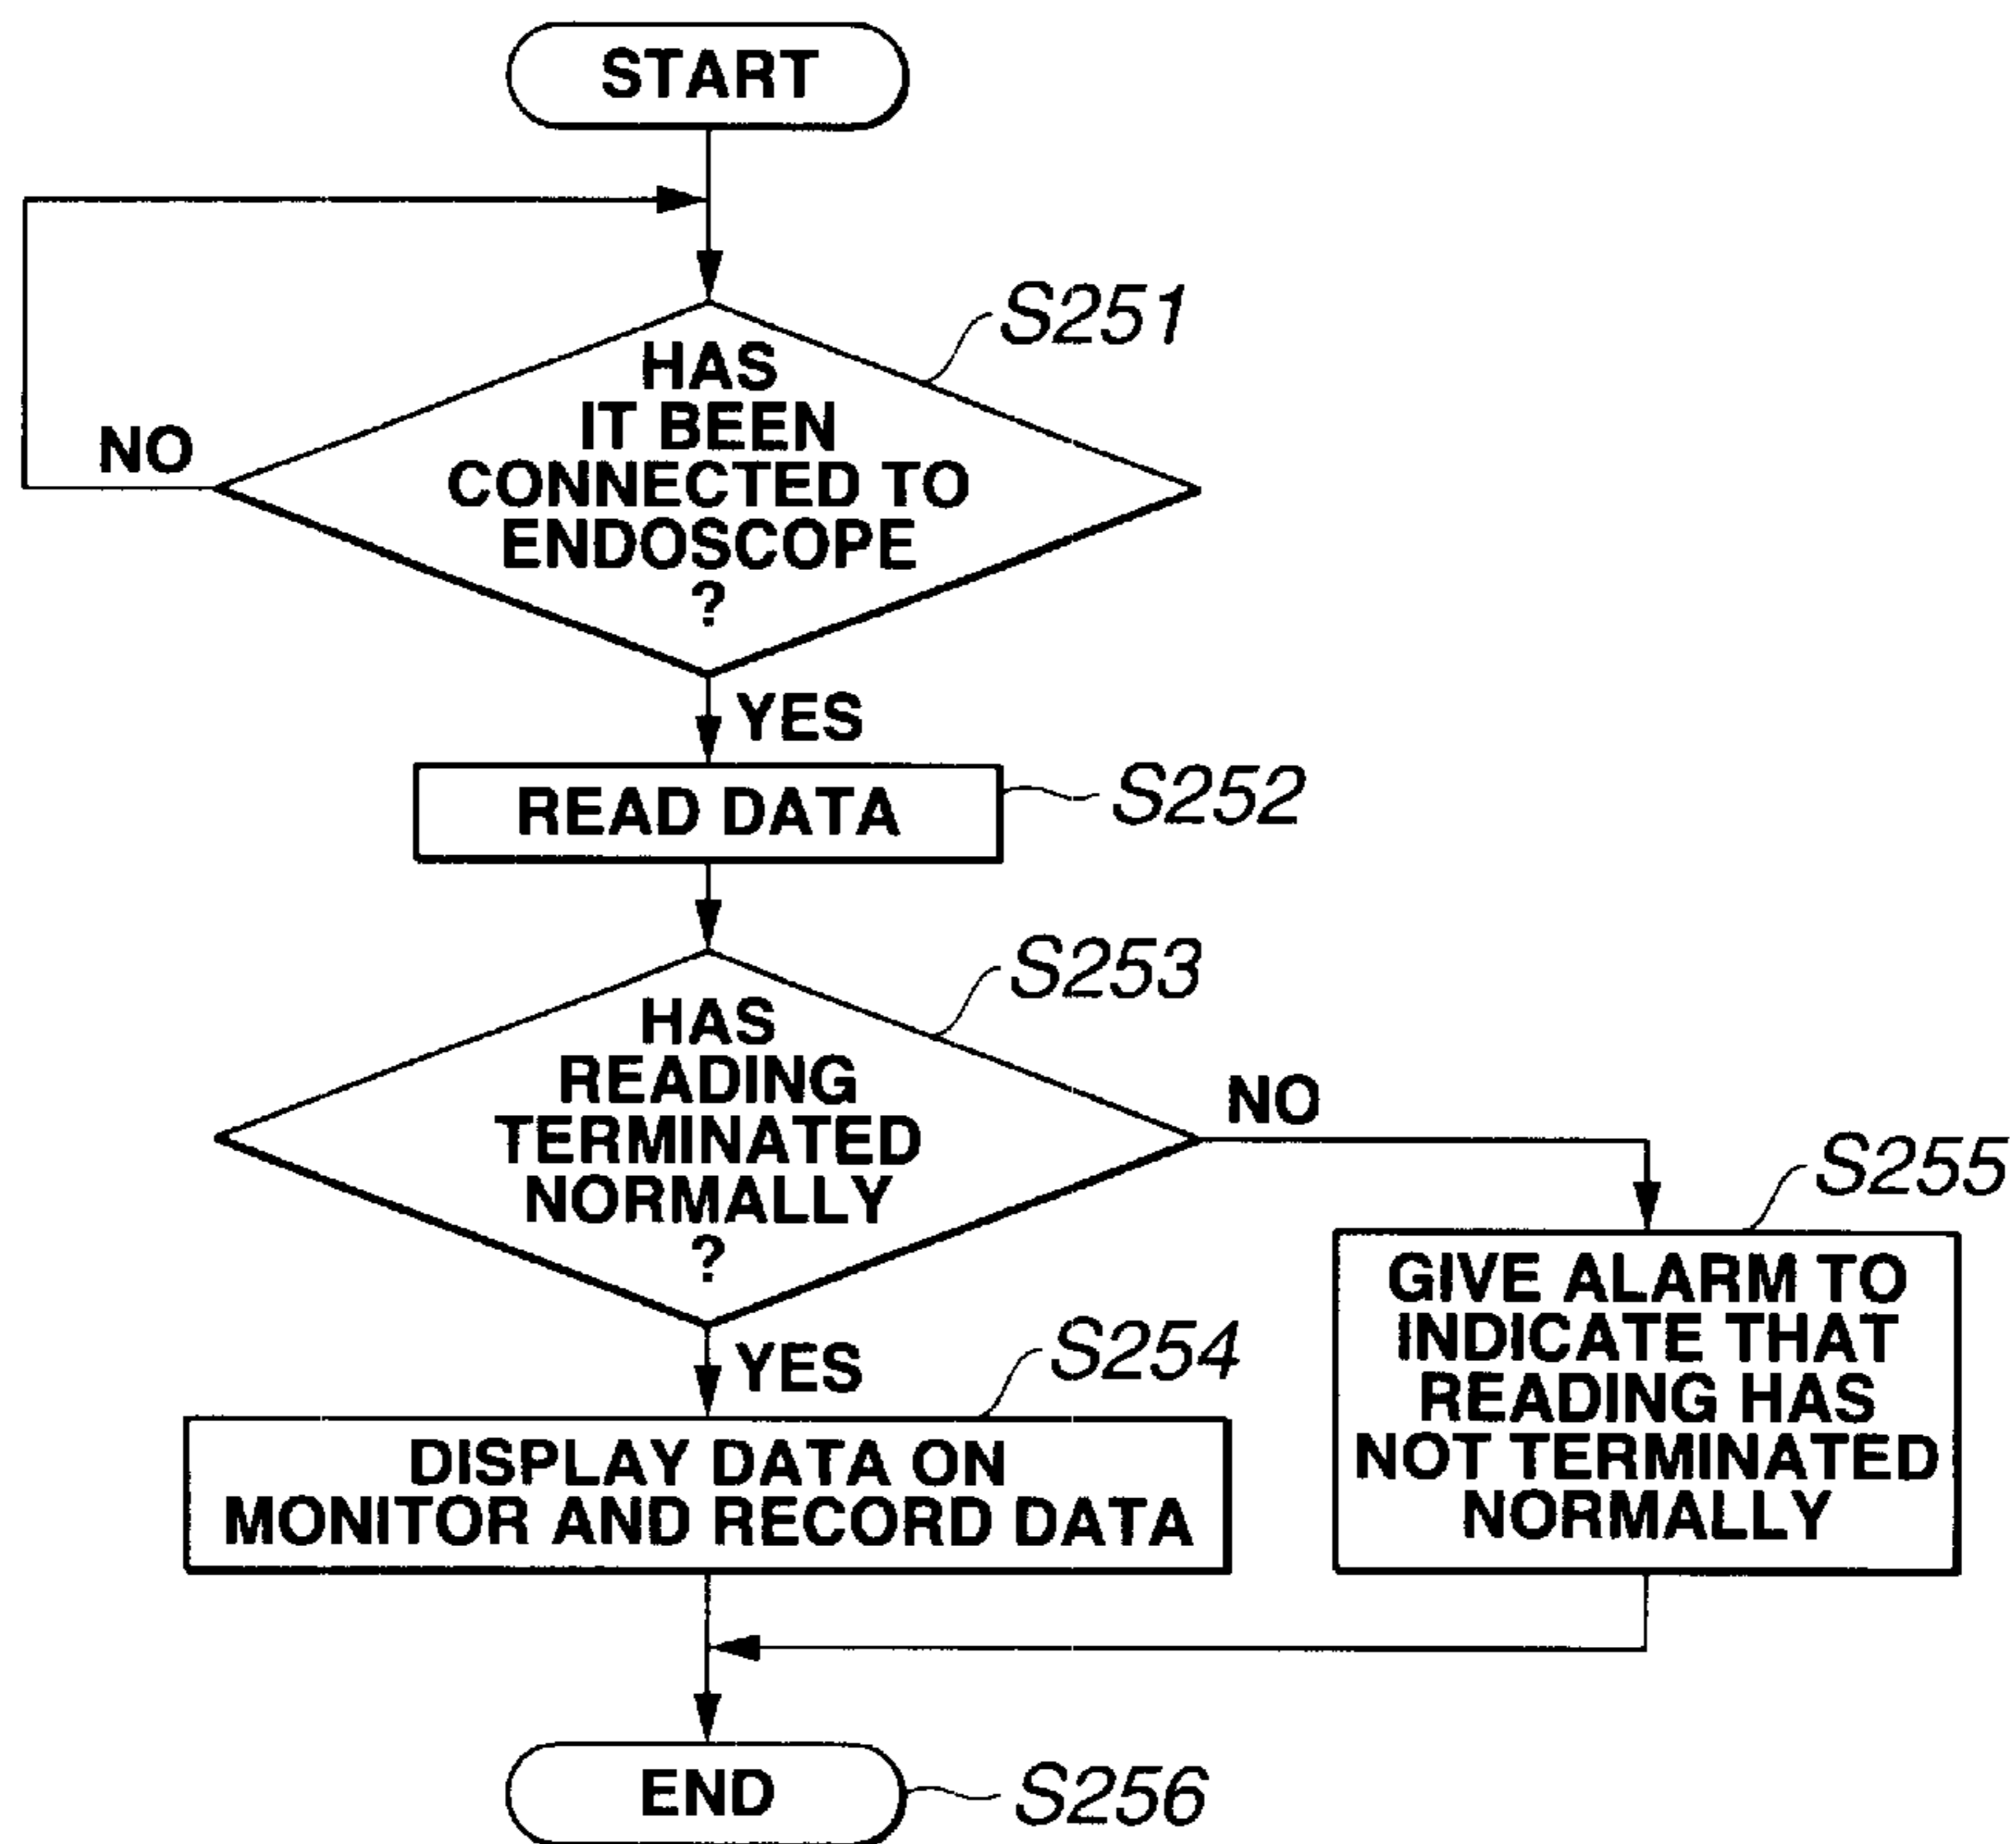 START
S251
HAS
IT BEEN
CONNECTED TO
ENDOSCOPE
?
NO
YES
READ DATA
S252
S253
HAS
READING
TERMINATED
NORMALLY
?
NO
S255
GIVE ALARM TO
INDICATE THAT
READING HAS
NOT TERMINATED
NORMALLY
YES
S254
DISPLAY DATA ON
MONITOR AND RECORD DATA
END
S256